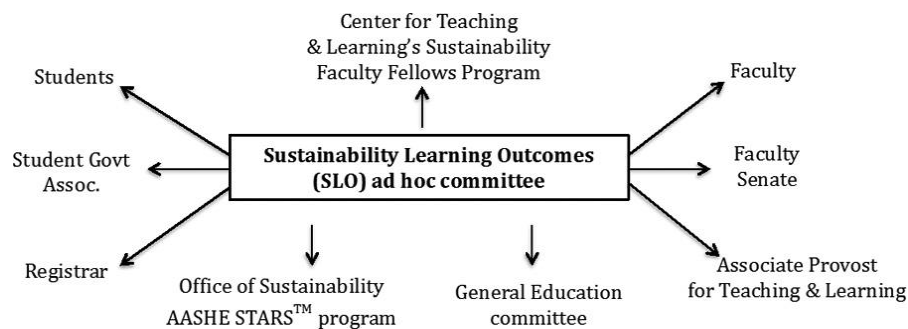 Center for Teaching
& Learning's Sustainability
Faculty Fellows Program
Students
Faculty
Sustainability Learning Outcomes
(SLO) ad hoc committee
Student Govt
Assoc.
Faculty
Senate
Registrar
Office of Sustainability
AASHE STARS™ program
General Education
committee
Associate Provost
for Teaching & Learning